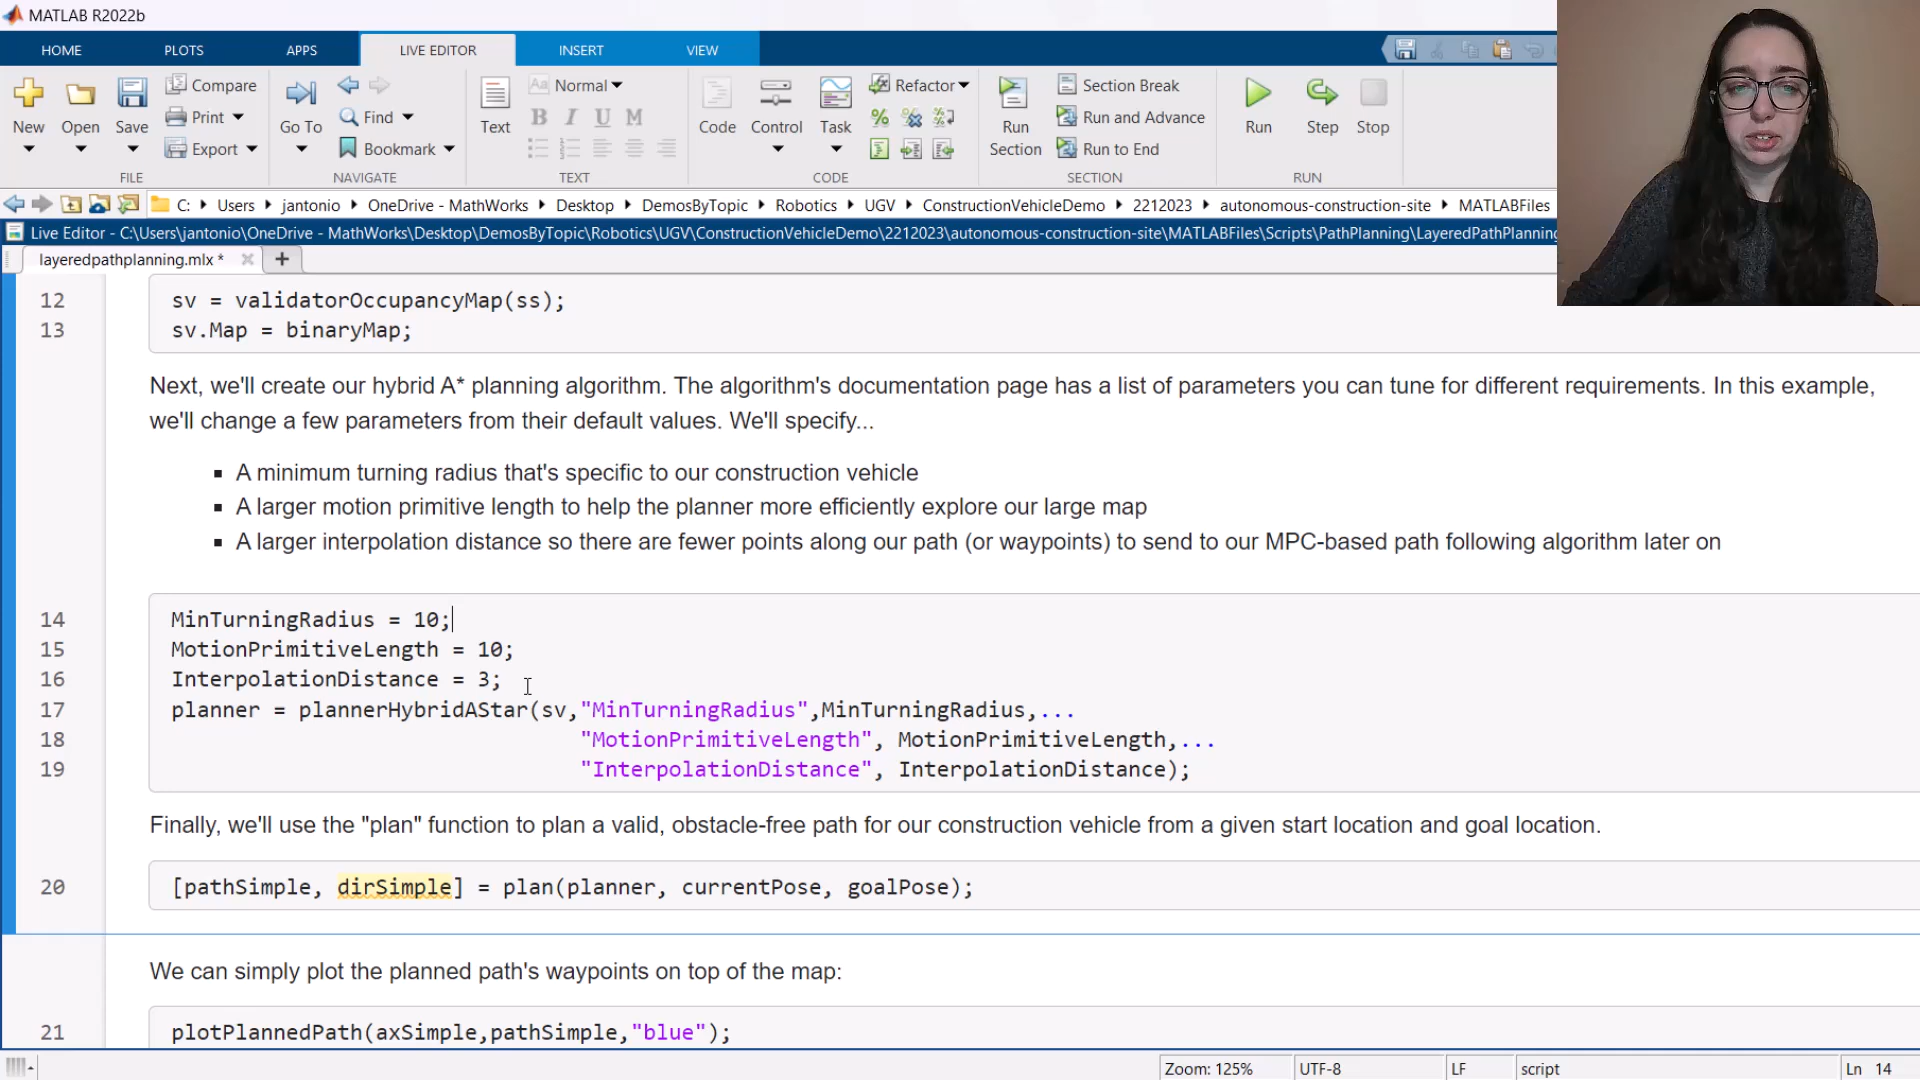 MATLAB R2022b
HOME PLOTS APPS LIVE EDITOR INSERT VIEW
New Open Save Compare Print Export
FILE
Go To Find Bookmark
NAVIGATE
Text Aa Normal B I U M
TEXT
Code Control Task Refactor
CODE
Run Section Section Break Run and Advance Run to End
SECTION
Run Step Stop
RUN
C: Users jantonio OneDrive - MathWorks Desktop DemosByTopic Robotics UGV ConstructionVehicleDemo 2212023 autonomous-construction-site MATLABFiles
Live Editor - C:\Users\jantonio\OneDrive - MathWorks\Desktop\DemosByTopic\Robotics\UGV\ConstructionVehicleDemo\2212023\autonomous-construction-site\MATLABFiles\Scripts\PathPlanning\LayeredPathPlanning
layeredpathplanning.mlx * × +
12 sv = validatorOccupancyMap(ss);
13 sv.Map = binaryMap;
Next, we'll create our hybrid A* planning algorithm. The algorithm's documentation page has a list of parameters you can tune for different requirements. In this example,
we'll change a few parameters from their default values. We'll specify...
▪ A minimum turning radius that's specific to our construction vehicle
▪ A larger motion primitive length to help the planner more efficiently explore our large map
▪ A larger interpolation distance so there are fewer points along our path (or waypoints) to send to our MPC-based path following algorithm later on
14 MinTurningRadius = 10;
15 MotionPrimitiveLength = 10;
16 InterpolationDistance = 3;
17 planner = plannerHybridAStar(sv,"MinTurningRadius",MinTurningRadius,...
18 "MotionPrimitiveLength", MotionPrimitiveLength,...
19 "InterpolationDistance", InterpolationDistance);
Finally, we'll use the "plan" function to plan a valid, obstacle-free path for our construction vehicle from a given start location and goal location.
20 [pathSimple, dirSimple] = plan(planner, currentPose, goalPose);
We can simply plot the planned path's waypoints on top of the map:
21 plotPlannedPath(axSimple,pathSimple,"blue");
Zoom: 125% UTF-8 LF script Ln 14